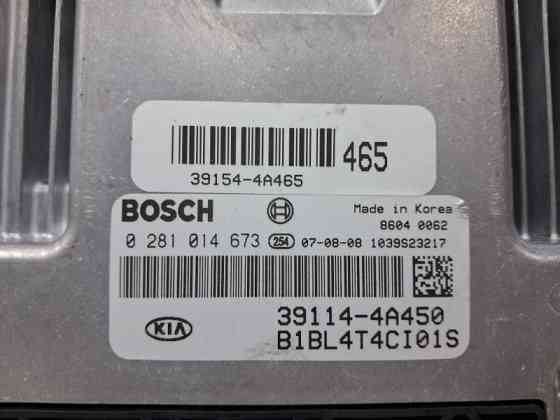 465
39154-4A465
BOSCH
Made in Korea
8604 0062
0 281 014 673 254 07-08-08 1039S23217
39114-4A450
KIA
B1BL4T4CI01S